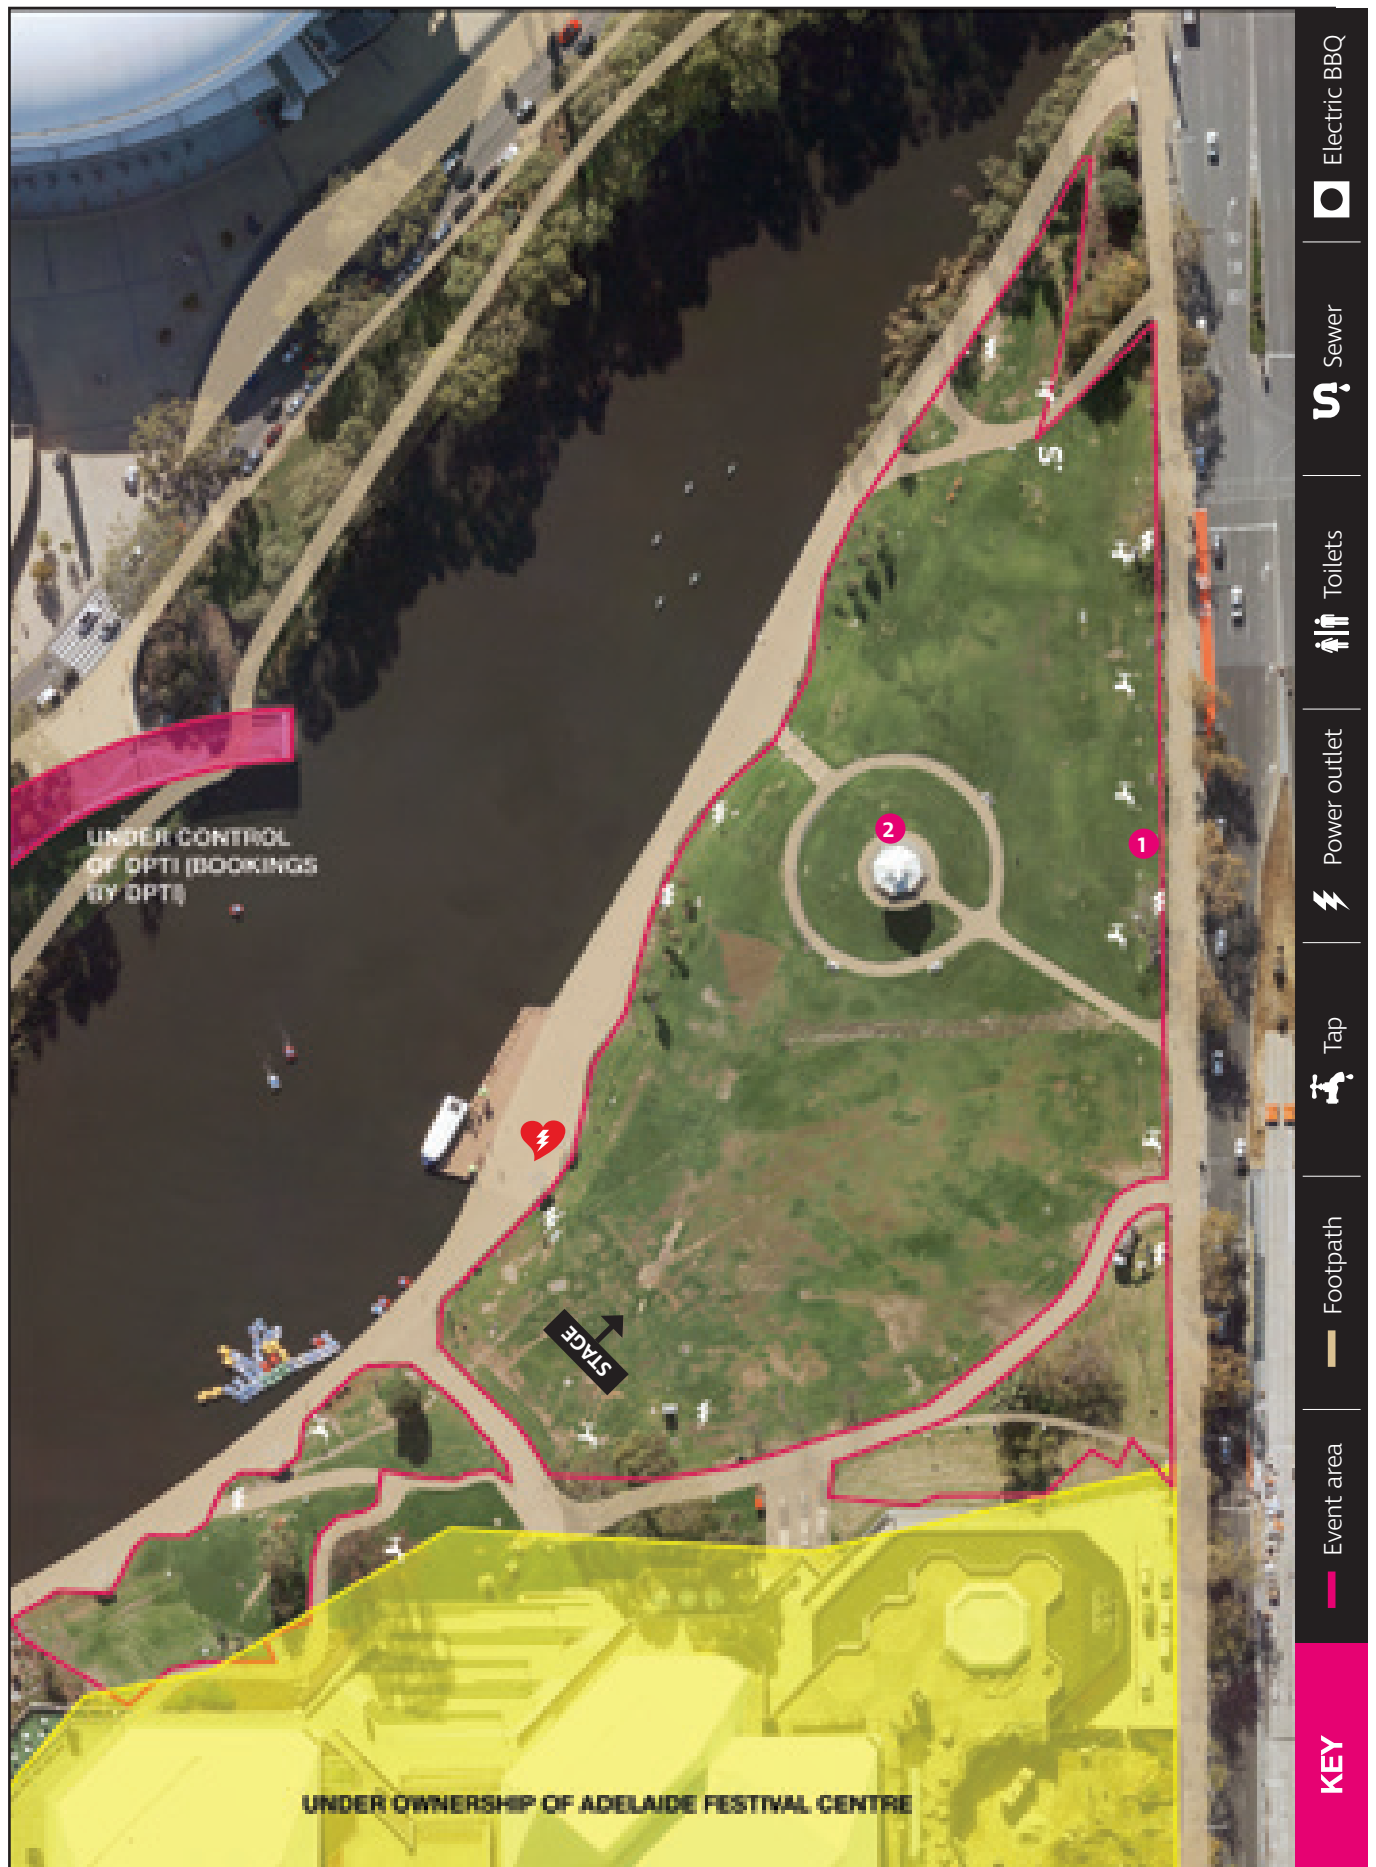 UNDER CONTROL
OF DPTI (BOOKINGS
BY DPTI)
2
1
STAGE
UNDER OWNERSHIP OF ADELAIDE FESTIVAL CENTRE
KEY
Event area
Footpath
Tap
Power outlet
Toilets
Sewer
Electric BBQ